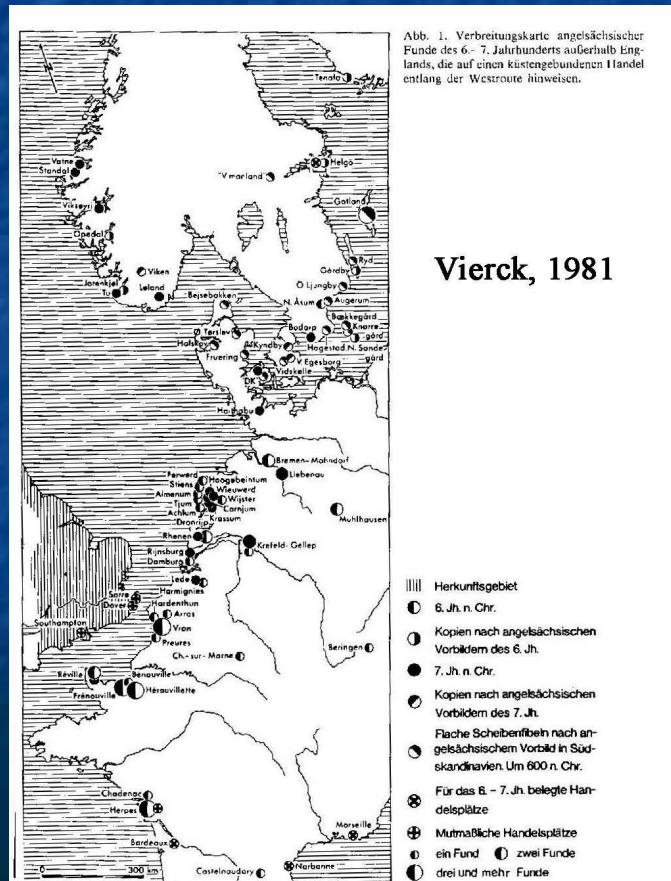 Abb. 1. Verbreitungskarte angelsächsischer
Funde des 6.- 7. Jahrhunderts außerhalb Eng-
lands, die auf einen küstengebundenen Handel
entlang der Westroute hinweisen.
Vierck, 1981
Tenala
Helgö
Vatne
Standal
Gotland
Viksøyri
Opedal
Viken
Ryd
Gårdby
Tu
Leland
Ö Ljungby
Bejsebakken
N. Åsum
Augerum
Bækkegård
Bodarp
Knarre
gård
Ø Tørslev
Kyndby
Hagestad
N. Sande
gård
Fruering
V. Egesborg
Vidskølle
DK
Haithabu
Bremen-Mahndorf
Liebenau
Ferwerd
Hoogebeintum
Stiens
Wieuwerd
Almenum
Wijster
Tjum
Cornjum
Achlum
Krassum
Dronrijp
Muhlhausen
Rhenen
Krefeld-Gellep
Rijnsburg
Domburg
Lede
Harmignies
Sarre
Dover
Hardenthun
Arras
Southampton
Vron
Preures
Beringen
Ch.-sur-Marne
Réville
Benouville
Frénouville
Hérouvillette
Chadenac
Herpes
Bordeaux
Marseille
Narbonne
Castelnaudary
0 300 km
Herkunftsgebiet
6. Jh. n. Chr.
Kopien nach angelsächsischen
Vorbildern des 6. Jh.
7. Jh. n. Chr.
Kopien nach angelsächsischen
Vorbildern des 7. Jh.
Flache Scheibenfibeln nach an-
gelsächsischem Vorbild in Süd-
skandinavien. Um 600 n. Chr.
Für das 6. - 7. Jh. belegte Han-
delsplätze
Mutmaßliche Handelsplätze
ein Fund zwei Funde
drei und mehr Funde